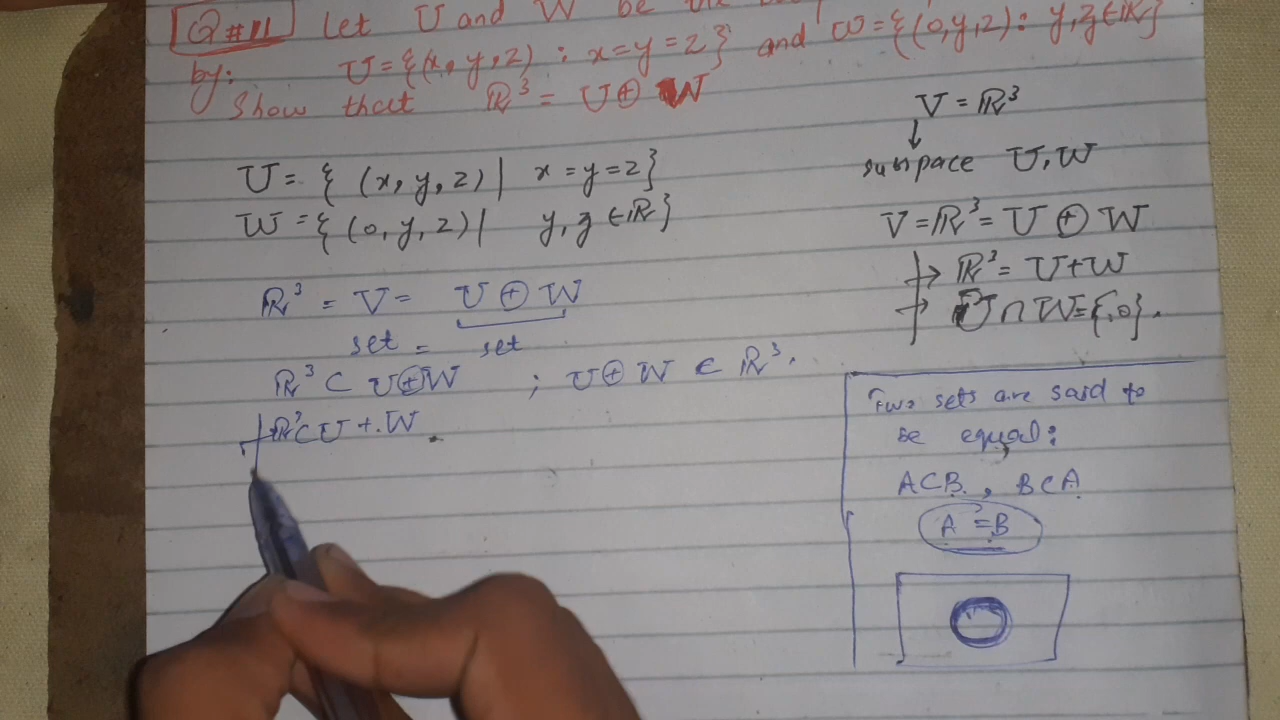 Q#11 Let U and W be the
by: U={(x,y,z) : x=y=z} and W={(0,y,z): y,z∈R}
Show that R³ = U⊕W
U={ (x,y,z) | x=y=z}
W={(0,y,z) | y,z∈R}
R³ = V= U⊕W
set = set
R³⊂ U⊕W ; U⊕W ⊂ R³.
R³⊂U+.W
V=R³
↓
subspace U,W
V=R³=U⊕W
→ R³=U+W
→ U∩W={0}.
Two sets are said to
be equal:
A⊂B. , B⊂A
A=B